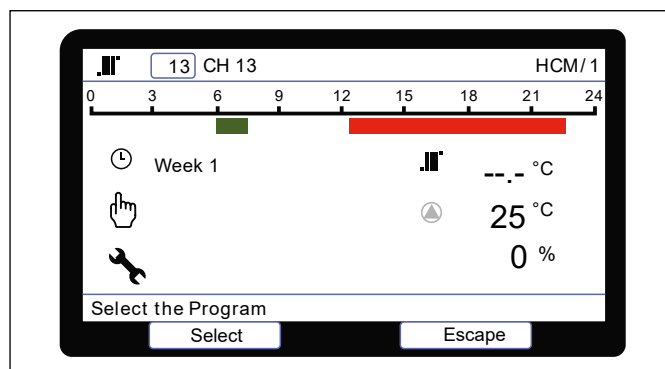 13 CH 13 HCM/1
0 3 6 9 12 15 18 21 24
Week 1
--.- °C
25 °C
0 %
Select the Program
Select Escape